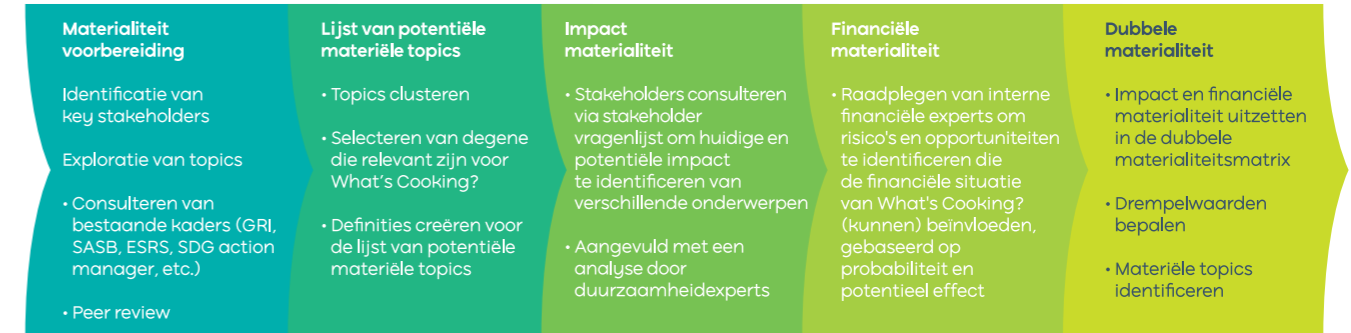 Materialiteit
voorbereiding
Identificatie van
key stakeholders
Exploratie van topics
• Consulteren van
bestaande kaders (GRI,
SASB, ESRS, SDG action
manager, etc.)
• Peer review
Lijst van potentiële
materiële topics
• Topics clusteren
• Selecteren van degene
die relevant zijn voor
What's Cooking?
• Definities creëren voor
de lijst van potentiële
materiële topics
Impact
materialiteit
• Stakeholders consulteren
via stakeholder
vragenlijst om huidige en
potentiële impact
te identificeren van
verschillende onderwerpen
• Aangevuld met een
analyse door
duurzaamheidexperts
Financiële
materialiteit
• Raadplegen van interne
financiële experts om
risico's en opportuniteiten
te identificeren die
de financiële situatie
van What's Cooking?
(kunnen) beïnvloeden,
gebaseerd op
probabiliteit en
potentieel effect
Dubbele
materialiteit
• Impact en financiële
materialiteit uitzetten
in de dubbele
materialiteitsmatrix
• Drempelwaarden
bepalen
• Materiële topics
identificeren